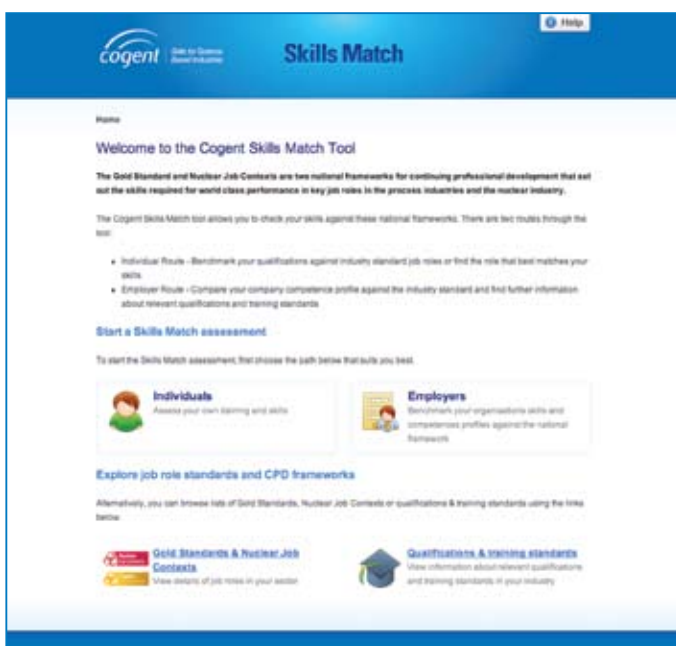 Help
cogent Skills for Science Based Industries
Skills Match
Home
Welcome to the Cogent Skills Match Tool
The Gold Standard and Nuclear Job Contexts are two national frameworks for continuing professional development that set
out the skills required for world class performance in key job roles in the process industries and the nuclear industry.
The Cogent Skills Match tool allows you to check your skills against these national frameworks. There are two routes through the
tool:
Individual Route - Benchmark your qualifications against industry standard job roles or find the role that best matches your
skills
Employer Route - Compare your company competence profile against the industry standard and find further information
about relevant qualifications and training standards
Start a Skills Match assessment
To start the Skills Match assessment, first choose the path below that suits you best.
Individuals
Assess your own training and skills
Employers
Benchmark your organisations skills and
competences profiles against the national
framework
Explore job role standards and CPD frameworks
Alternatively, you can browse lists of Gold Standards, Nuclear Job Contexts or qualifications & training standards using the links
below:
Gold Standards & Nuclear Job
Contexts
View details of job roles in your sector
Qualifications & training standards
View information about relevant qualifications
and training standards in your industry